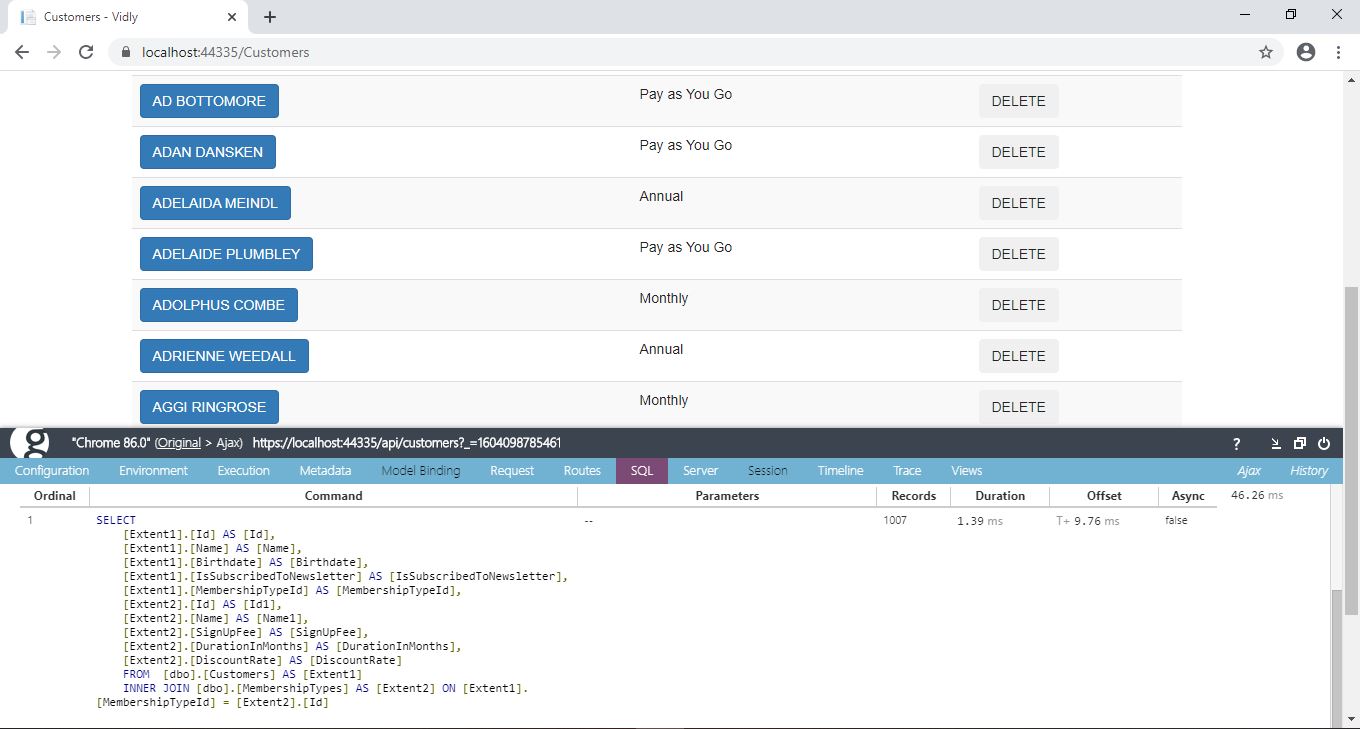 Customers - Vidly
localhost:44335/Customers
AD BOTTOMORE Pay as You Go DELETE
ADAN DANSKEN Pay as You Go DELETE
ADELAIDA MEINDL Annual DELETE
ADELAIDE PLUMBLEY Pay as You Go DELETE
ADOLPHUS COMBE Monthly DELETE
ADRIENNE WEEDALL Annual DELETE
AGGI RINGROSE Monthly DELETE
g "Chrome 86.0" (Original > Ajax) https://localhost:44335/api/customers?_=1604098785461 ?
Configuration Environment Execution Metadata Model Binding Request Routes SQL Server Session Timeline Trace Views Ajax History
Ordinal Command Parameters Records Duration Offset Async 46.26 ms
1 SELECT -- 1007 1.39 ms T+ 9.76 ms false
[Extent1].[Id] AS [Id],
[Extent1].[Name] AS [Name],
[Extent1].[Birthdate] AS [Birthdate],
[Extent1].[IsSubscribedToNewsletter] AS [IsSubscribedToNewsletter],
[Extent1].[MembershipTypeId] AS [MembershipTypeId],
[Extent2].[Id] AS [Id1],
[Extent2].[Name] AS [Name1],
[Extent2].[SignUpFee] AS [SignUpFee],
[Extent2].[DurationInMonths] AS [DurationInMonths],
[Extent2].[DiscountRate] AS [DiscountRate]
FROM [dbo].[Customers] AS [Extent1]
INNER JOIN [dbo].[MembershipTypes] AS [Extent2] ON [Extent1].
[MembershipTypeId] = [Extent2].[Id]